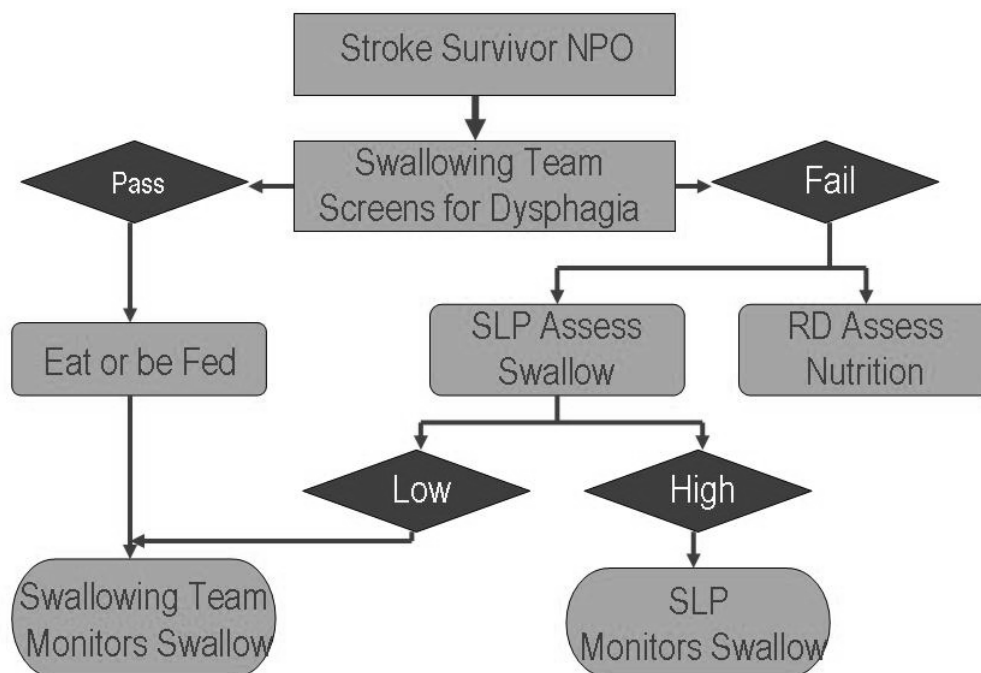 Stroke Survivor NPO
Swallowing Team
Screens for Dysphagia
Pass
Fail
Eat or be Fed
SLP Assess
Swallow
RD Assess
Nutrition
Low
High
Swallowing Team
Monitors Swallow
SLP
Monitors Swallow